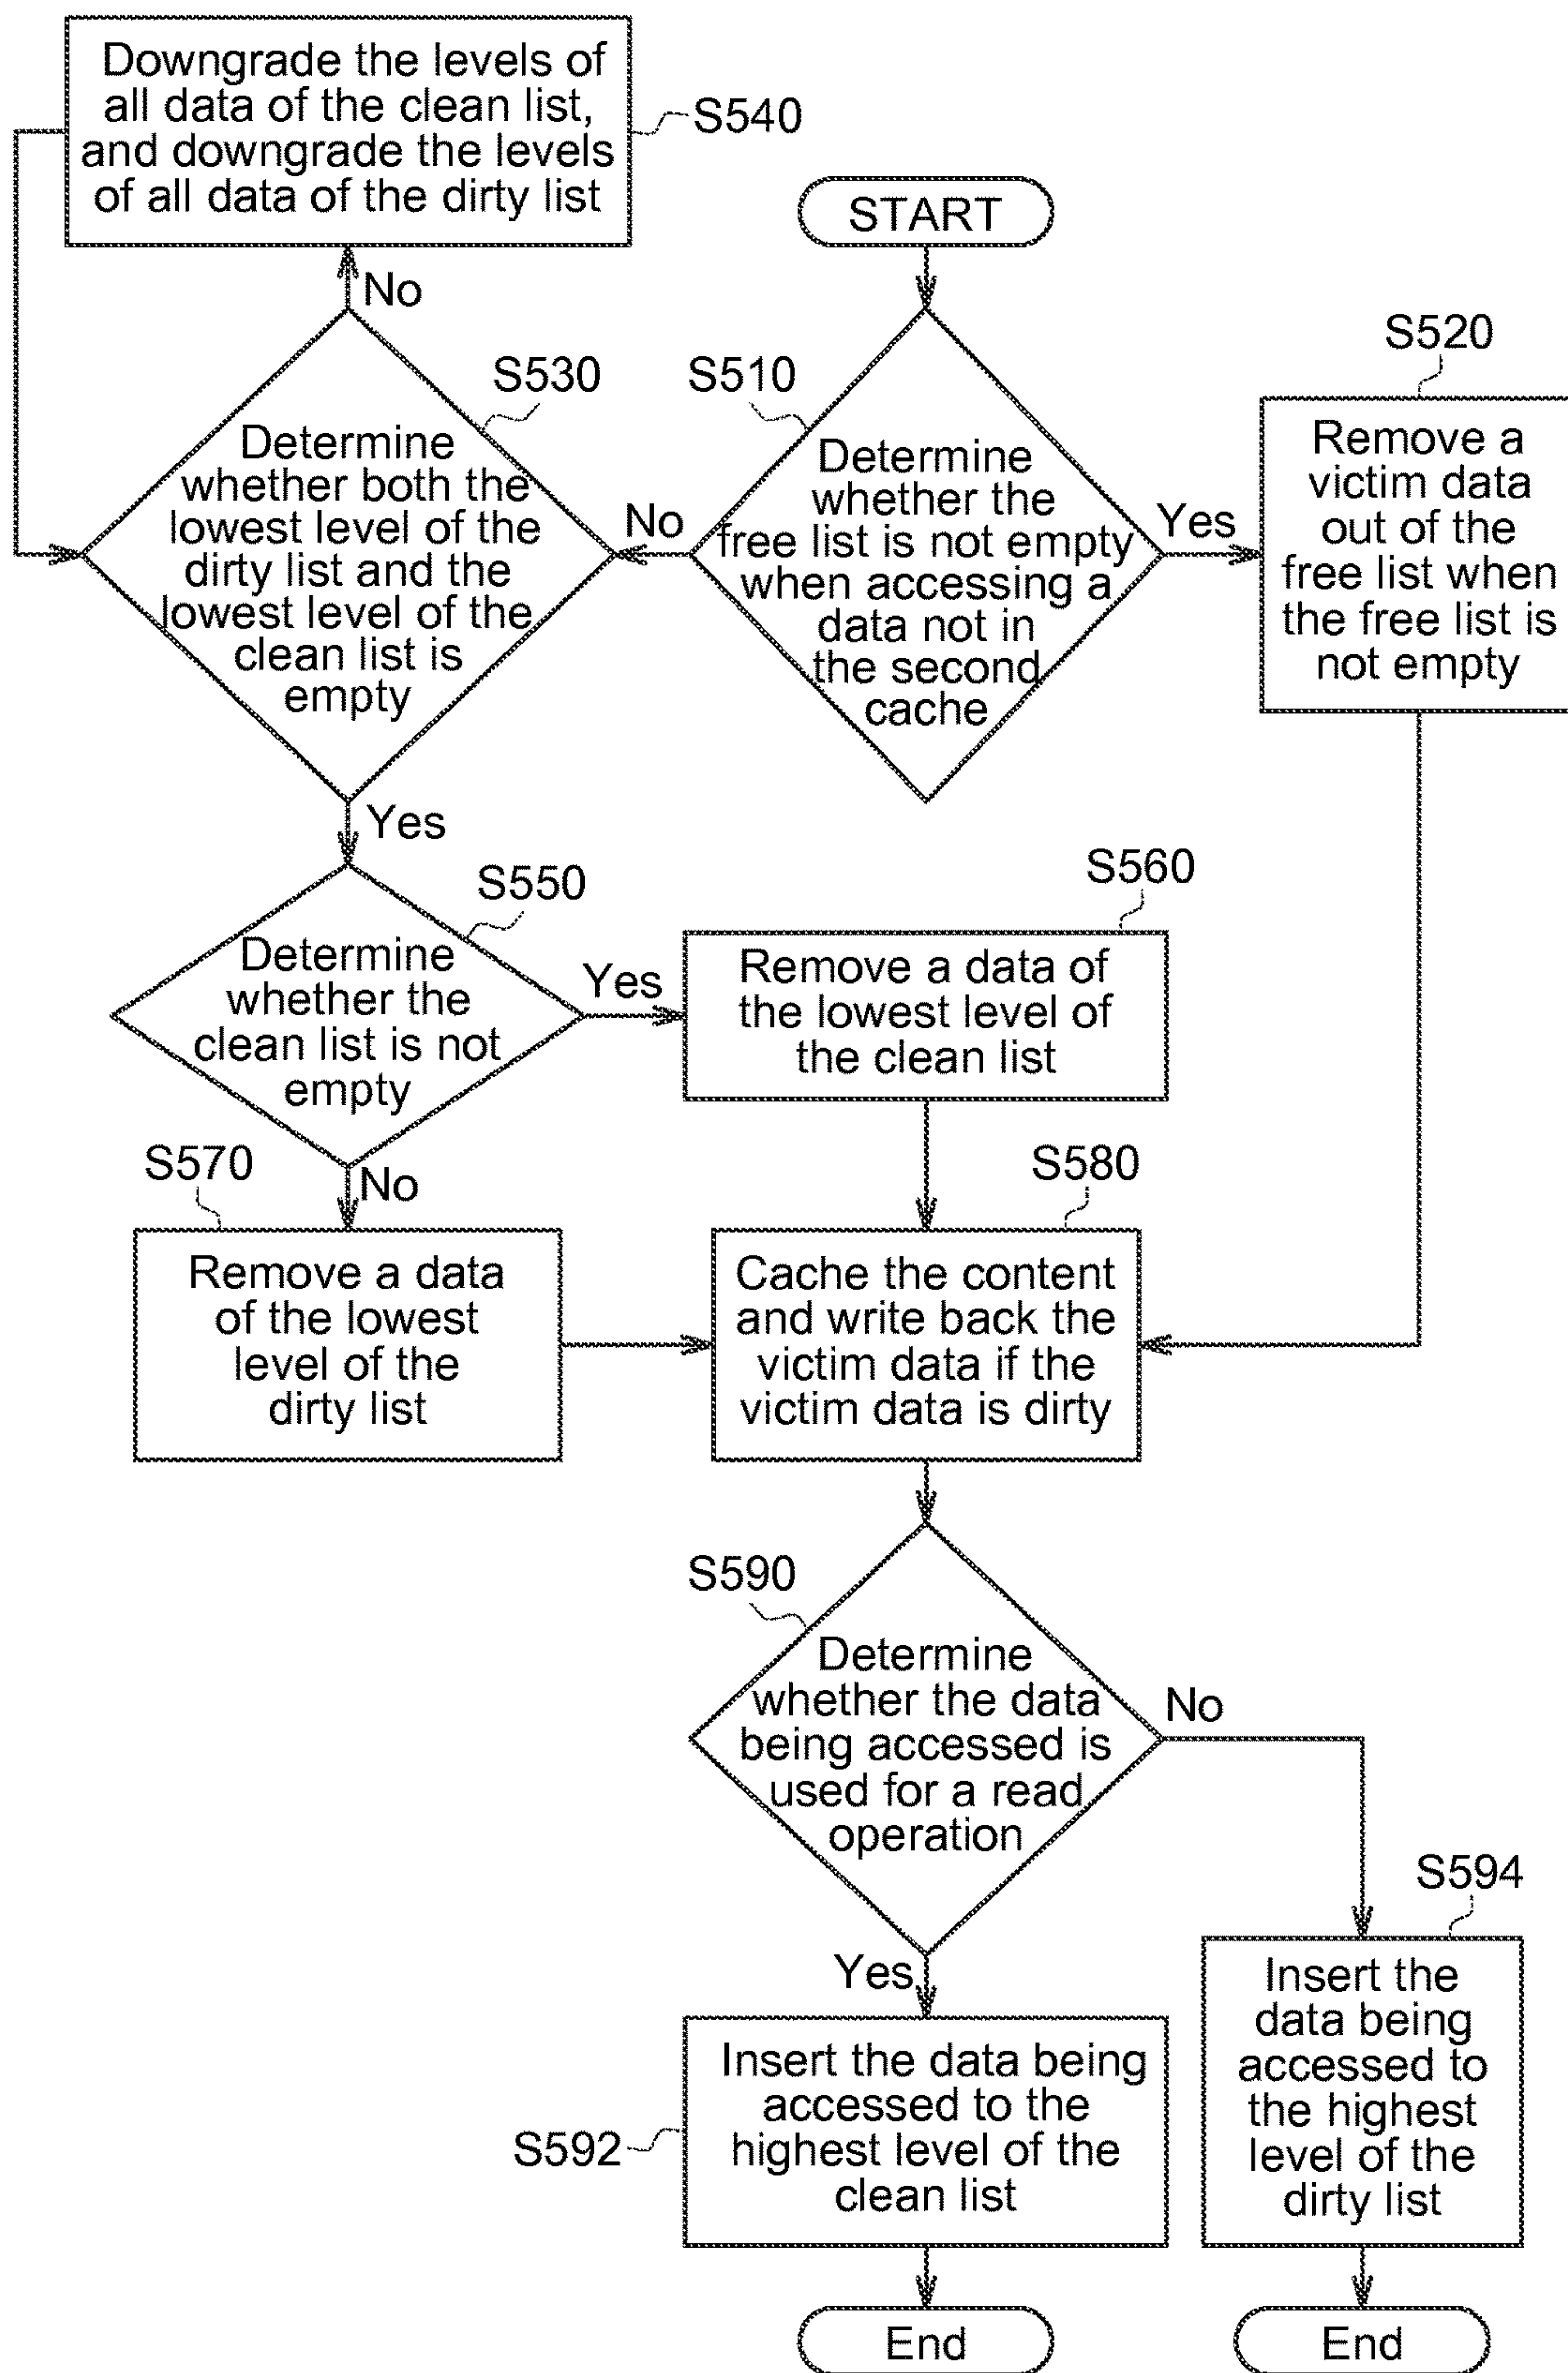 Downgrade the levels of
all data of the clean list,
and downgrade the levels
of all data of the dirty list
S540
START
No
S530
S510
S520
Determine
whether both the
lowest level of the
dirty list and the
lowest level of the
clean list is
empty
No
Determine
whether the
free list is not empty
when accessing a
data not in
the second
cache
Yes
Remove a
victim data
out of the
free list when
the free list is
not empty
Yes
S550
S560
Determine
whether the
clean list is not
empty
Yes
Remove a data of
the lowest level of
the clean list
S570
No
S580
Remove a data
of the lowest
level of the
dirty list
Cache the content
and write back the
victim data if the
victim data is dirty
S590
Determine
whether the data
being accessed is
used for a read
operation
No
S594
Yes
Insert the data being
accessed to the
highest level of the
clean list
S592
Insert the
data being
accessed to
the highest
level of the
dirty list
End
End